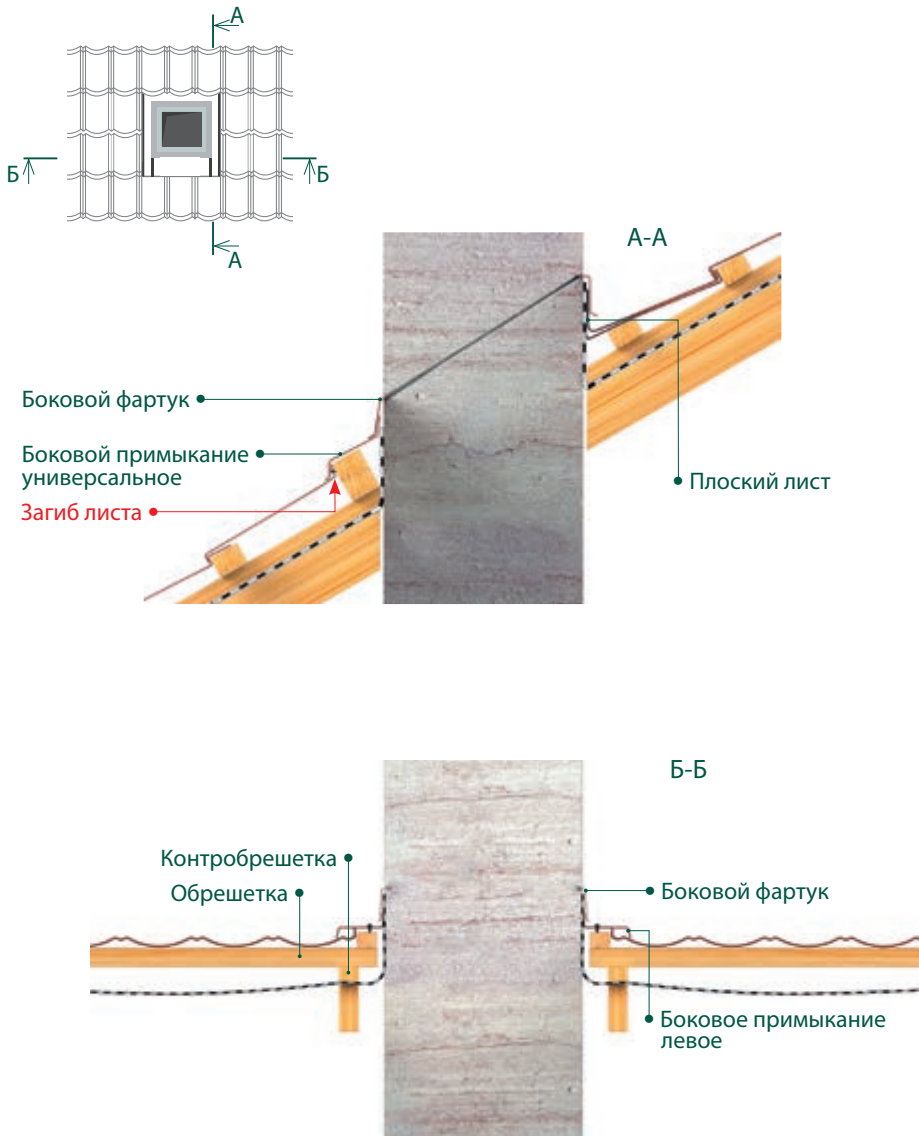 А
Б
Б
А
А-А
Боковой фартук
Боковой примыкание
универсальное
Загиб листа
Плоский лист
Б-Б
Контробрешетка
Обрешетка
Боковой фартук
Боковое примыкание
левое